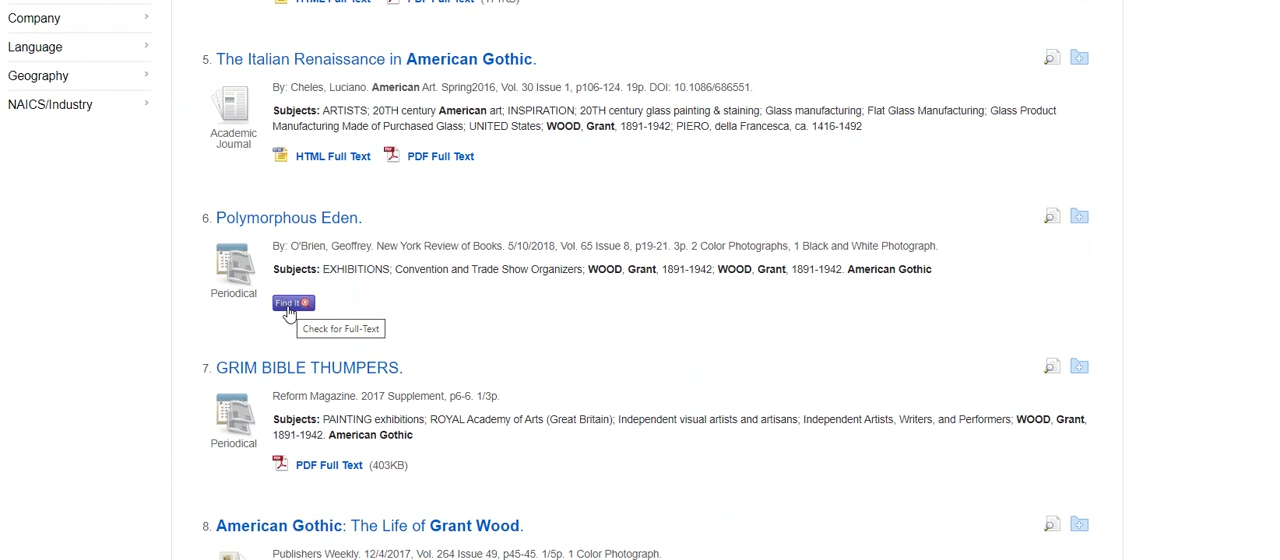 HTML Full Text PDF Full Text (171KB)
Company
Language
Geography
NAICS/Industry
5. The Italian Renaissance in American Gothic.
By: Cheles, Luciano. American Art. Spring2016, Vol. 30 Issue 1, p106-124. 19p. DOI: 10.1086/686551.
Subjects: ARTISTS; 20TH century American art; INSPIRATION; 20TH century glass painting & staining; Glass manufacturing; Flat Glass Manufacturing; Glass Product
Manufacturing Made of Purchased Glass; UNITED States; WOOD, Grant, 1891-1942; PIERO, della Francesca, ca. 1416-1492
Academic
Journal
HTML Full Text PDF Full Text
6. Polymorphous Eden.
By: O'Brien, Geoffrey. New York Review of Books. 5/10/2018, Vol. 65 Issue 8, p19-21. 3p. 2 Color Photographs, 1 Black and White Photograph.
Subjects: EXHIBITIONS; Convention and Trade Show Organizers; WOOD, Grant, 1891-1942; WOOD, Grant, 1891-1942. American Gothic
Periodical
Find It
Check for Full-Text
7. GRIM BIBLE THUMPERS.
Reform Magazine. 2017 Supplement, p6-6. 1/3p.
Subjects: PAINTING exhibitions; ROYAL Academy of Arts (Great Britain); Independent visual artists and artisans; Independent Artists, Writers, and Performers; WOOD, Grant,
1891-1942. American Gothic
Periodical
PDF Full Text (403KB)
8. American Gothic: The Life of Grant Wood.
Publishers Weekly. 12/4/2017, Vol. 264 Issue 49, p45-45. 1/5p. 1 Color Photograph.